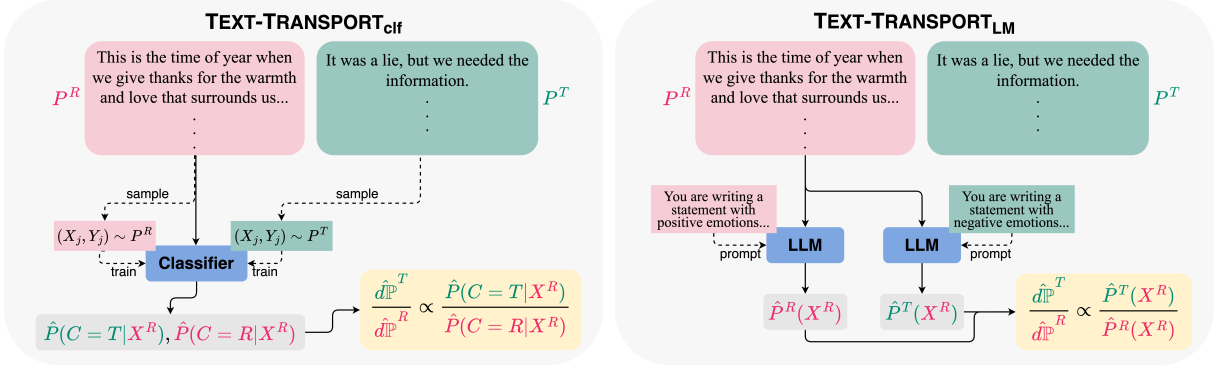 TEXT-TRANSPORT_clf
This is the time of year when
we give thanks for the warmth
and love that surrounds us...
.
.
.
It was a lie, but we needed the
information.
.
.
.
P^R
P^T
sample
sample
(X_j, Y_j) ∼ P^R
(X_j, Y_j) ∼ P^T
train
Classifier
train
P̂(C = T|X^R), P̂(C = R|X^R)
dℙ̂^T / dℙ̂^R ∝ P̂(C = T|X^R) / P̂(C = R|X^R)
TEXT-TRANSPORT_LM
This is the time of year when
we give thanks for the warmth
and love that surrounds us...
.
.
.
It was a lie, but we needed the
information.
.
.
.
P^R
P^T
You are writing a
statement with
positive emotions...
You are writing a
statement with
negative emotions...
prompt
LLM
LLM
prompt
P̂^R(X^R)
P̂^T(X^R)
dℙ̂^T / dℙ̂^R ∝ P̂^T(X^R) / P̂^R(X^R)